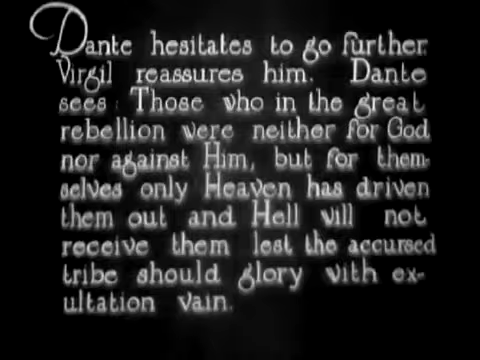 Dante hesitates to go further.
Virgil reassures him. Dante
sees: Those who in the great
rebellion were neither for God
nor against Him, but for them-
selves only Heaven has driven
them out and Hell will not
receive them lest the accursed
tribe should glory with ex-
ultation vain.